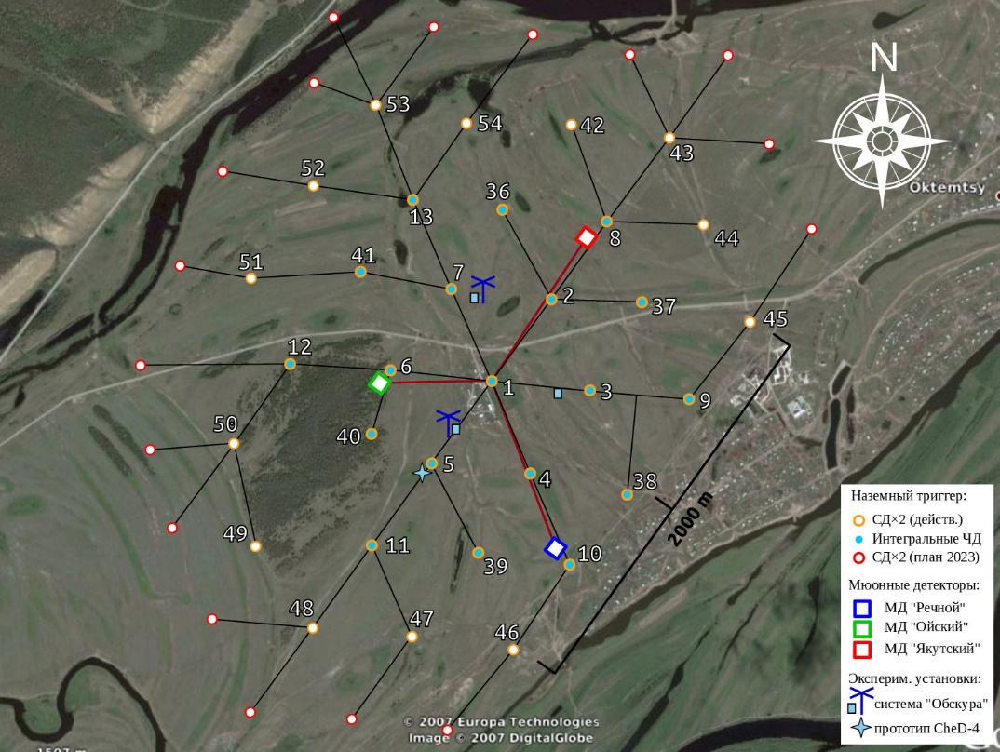 N
Oktemtsy
53
54
42
43
52
36
13
8
44
51
41
7
2
37
45
12
6
1
3
9
50
40
5
4
38
49
11
39
10
2000 m
48
47
46
© 2007 Europa Technologies
Image © 2007 DigitalGlobe
Наземный триггер:
СД×2 (действ.)
Интегральные ЧД
СД×2 (план 2023)
Мюонные детекторы:
МД "Речной"
МД "Ойский"
МД "Якутский"
Эксперим. установки:
система "Обскура"
прототип CheD-4